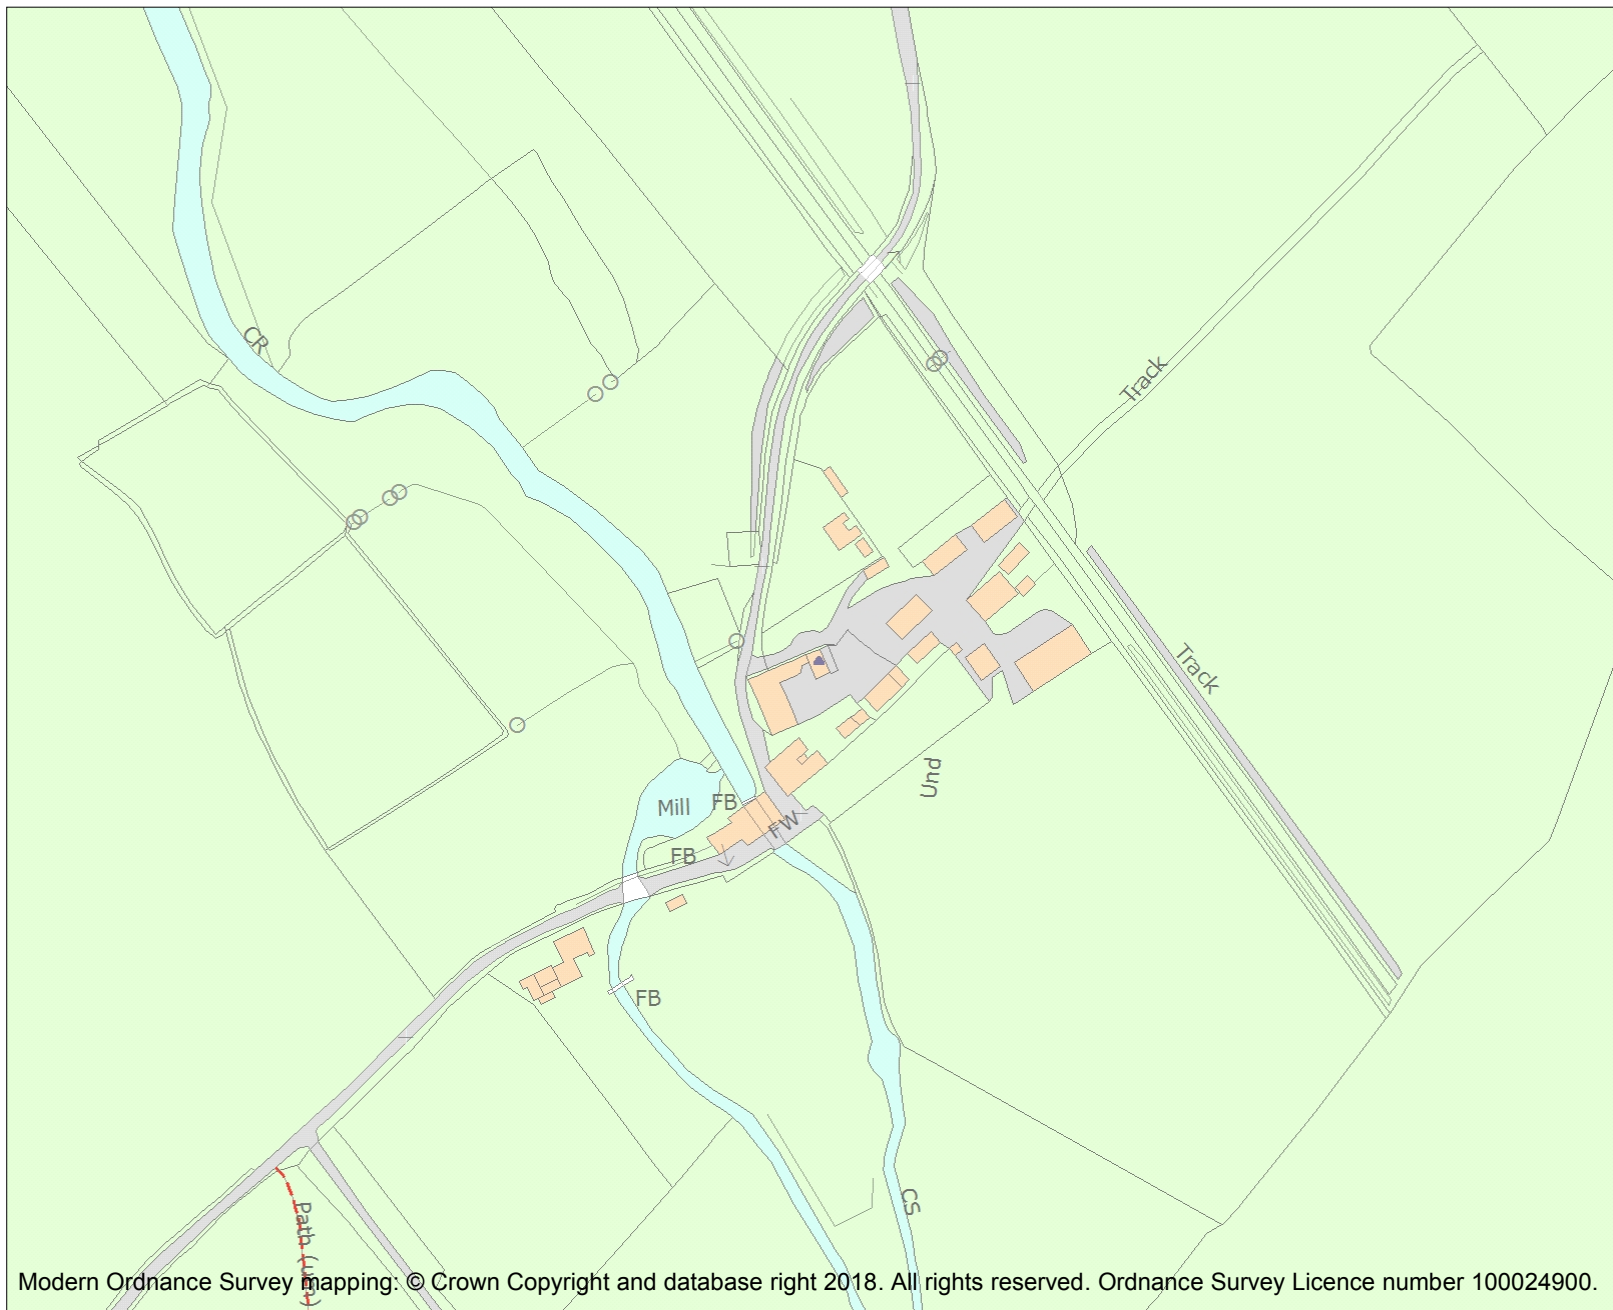 CR
Track
Track
Und
Mill
FB
FW
FB
FB
CS
Path (um)
Modern Ordnance Survey mapping: © Crown Copyright and database right 2018. All rights reserved. Ordnance Survey Licence number 100024900.